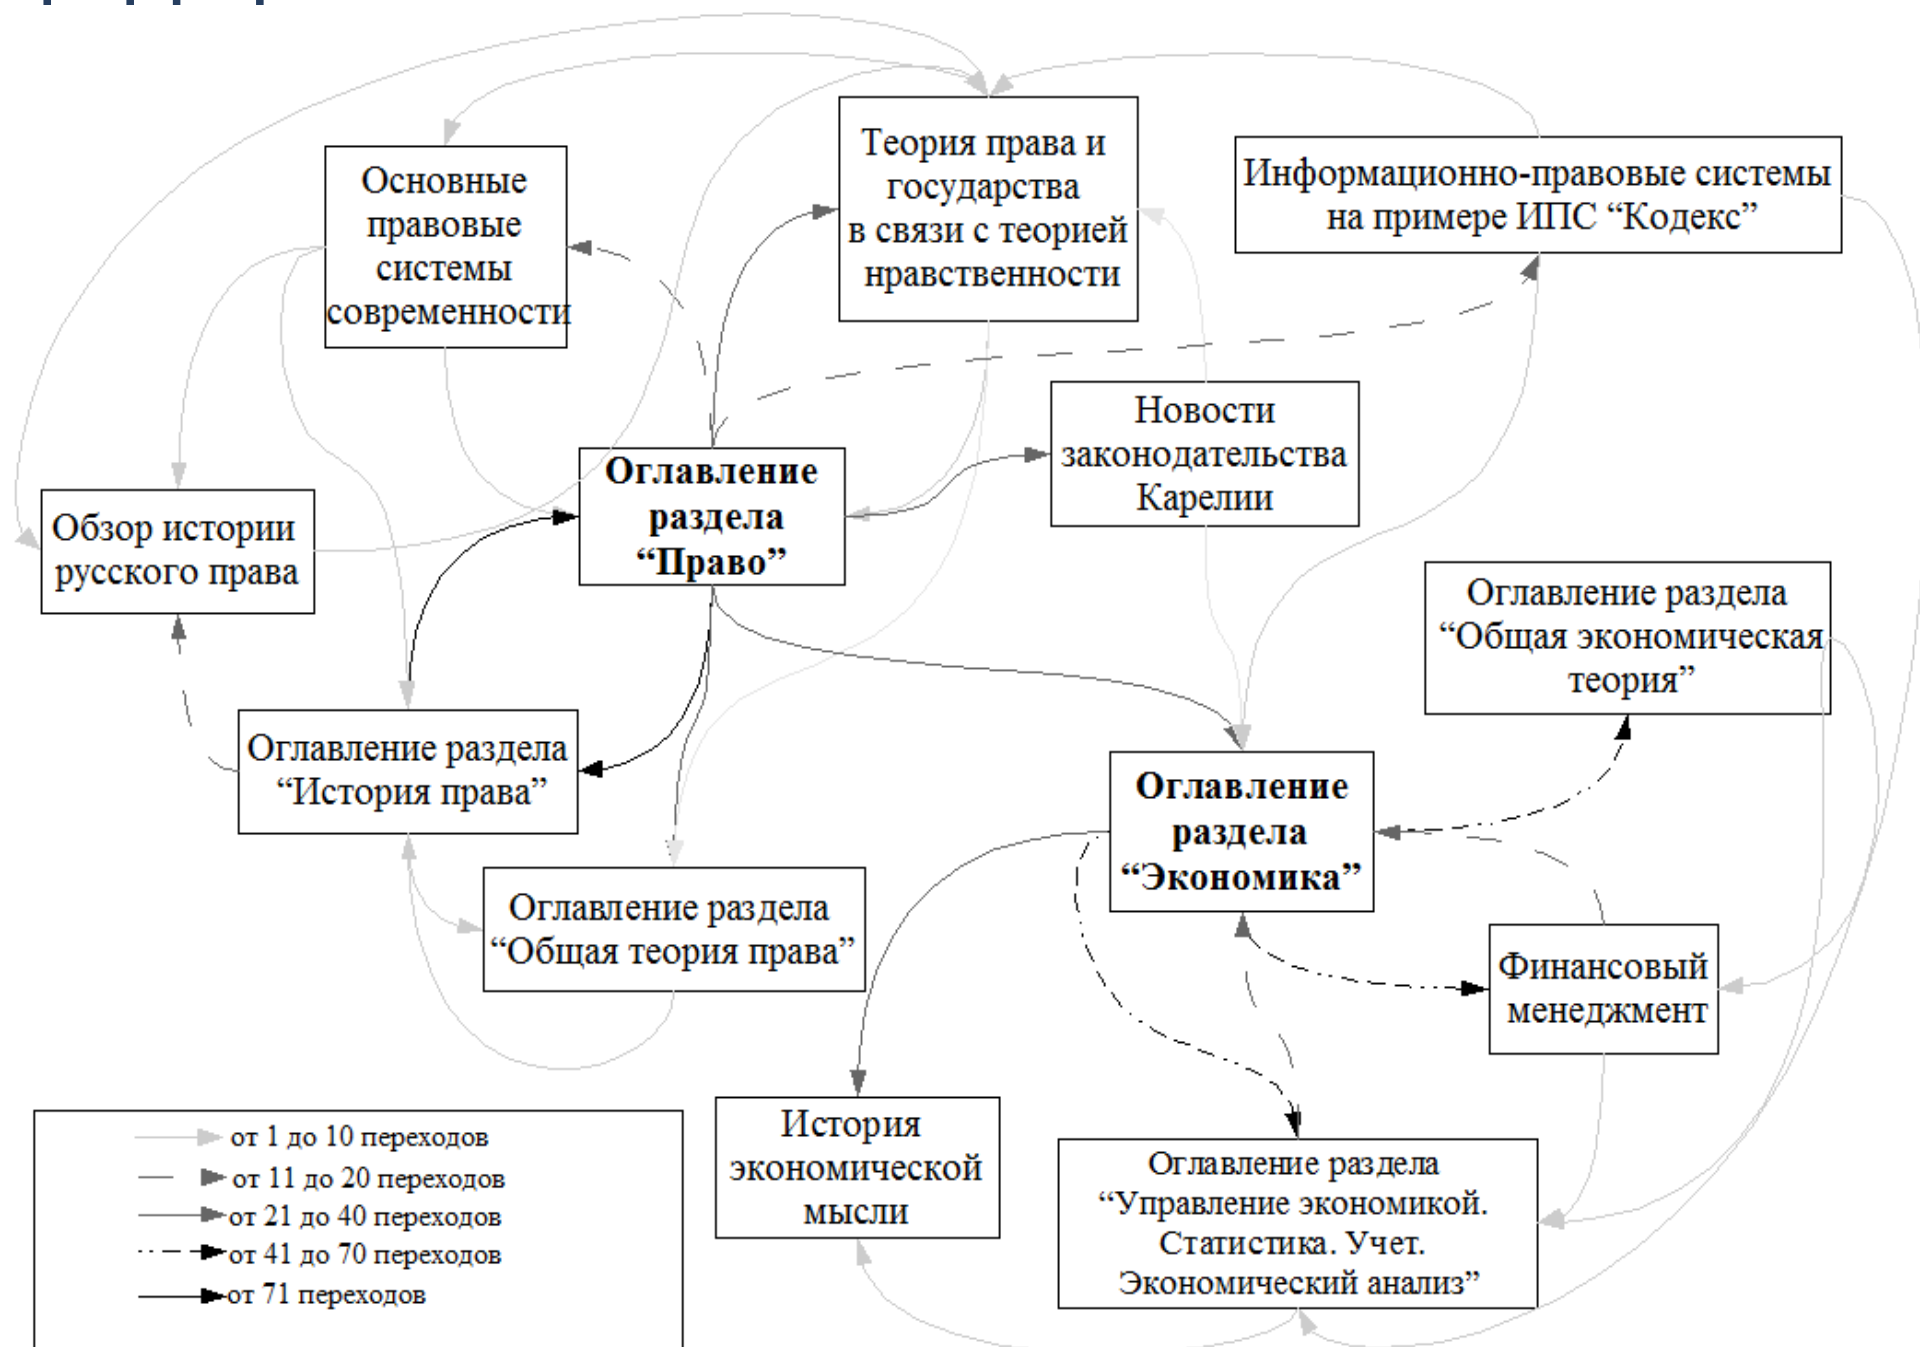 Теория права и
государства
в связи с теорией
нравственности
Информационно-правовые системы
на примере ИПС “Кодекс”
Основные
правовые
системы
современности
Новости
законодательства
Карелии
Оглавление
раздела
“Право”
Обзор истории
русского права
Оглавление раздела
“Общая экономическая
теория”
Оглавление раздела
“История права”
Оглавление
раздела
“Экономика”
Оглавление раздела
“Общая теория права”
Финансовый
менеджмент
История
экономической
мысли
Оглавление раздела
“Управление экономикой.
Статистика. Учет.
Экономический анализ”
от 1 до 10 переходов
от 11 до 20 переходов
от 21 до 40 переходов
от 41 до 70 переходов
от 71 переходов